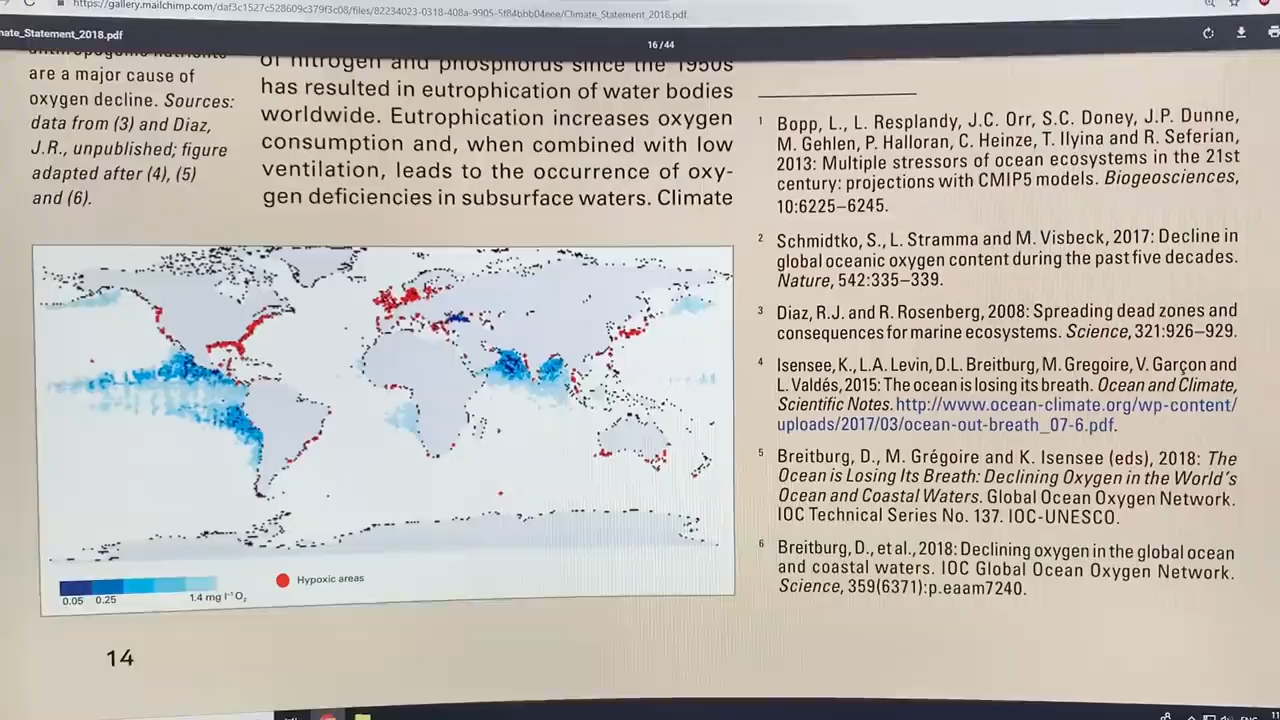 https://gallery.mailchimp.com/daf3c1527c528609c379f3c08/files/82234023-0318-408a-9905-5f84bbb04eee/Climate_Statement_2018.pdf
mate_Statement_2018.pdf
16 / 44
anthropogenic nutrients
are a major cause of
oxygen decline. Sources:
data from (3) and Diaz,
J.R., unpublished; figure
adapted after (4), (5)
and (6).
of nitrogen and phosphorus since the 1950s
has resulted in eutrophication of water bodies
worldwide. Eutrophication increases oxygen
consumption and, when combined with low
ventilation, leads to the occurrence of oxy-
gen deficiencies in subsurface waters. Climate
0.05 0.25 1.4 mg l⁻¹ O₂
Hypoxic areas
14
1 Bopp, L., L. Resplandy, J.C. Orr, S.C. Doney, J.P. Dunne,
M. Gehlen, P. Halloran, C. Heinze, T. Ilyina and R. Seferian,
2013: Multiple stressors of ocean ecosystems in the 21st
century: projections with CMIP5 models. Biogeosciences,
10:6225–6245.
2 Schmidtko, S., L. Stramma and M. Visbeck, 2017: Decline in
global oceanic oxygen content during the past five decades.
Nature, 542:335–339.
3 Diaz, R.J. and R. Rosenberg, 2008: Spreading dead zones and
consequences for marine ecosystems. Science, 321:926–929.
4 Isensee, K., L.A. Levin, D.L. Breitburg, M. Gregoire, V. Garçon and
L. Valdés, 2015: The ocean is losing its breath. Ocean and Climate,
Scientific Notes. http://www.ocean-climate.org/wp-content/
uploads/2017/03/ocean-out-breath_07-6.pdf.
5 Breitburg, D., M. Grégoire and K. Isensee (eds), 2018: The
Ocean is Losing Its Breath: Declining Oxygen in the World's
Ocean and Coastal Waters. Global Ocean Oxygen Network.
IOC Technical Series No. 137. IOC-UNESCO.
6 Breitburg, D., et al., 2018: Declining oxygen in the global ocean
and coastal waters. IOC Global Ocean Oxygen Network.
Science, 359(6371):p.eaam7240.
ENG